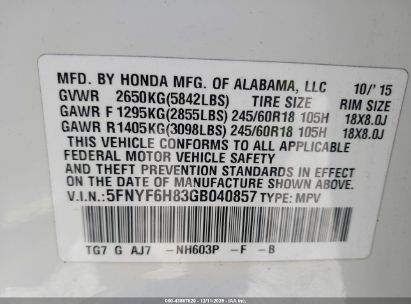 MFD. BY HONDA MFG. OF ALABAMA, LLC 10/'15
GVWR 2650KG(5842LBS) TIRE SIZE RIM SIZE
GAWR F 1295KG(2855LBS) 245/60R18 105H 18X8.0J
GAWR R1405KG(3098LBS) 245/60R18 105H 18X8.0J
THIS VEHICLE CONFORMS TO ALL APPLICABLE
FEDERAL MOTOR VEHICLE SAFETY
AND THEFT PREVENTION STANDARDS IN EFFECT ON
THE DATE OF MANUFACTURE SHOWN ABOVE.
V.I.N.: 5FNYF6H83GB040857 TYPE: MPV
TG7 G AJ7 -NH603P -F -B